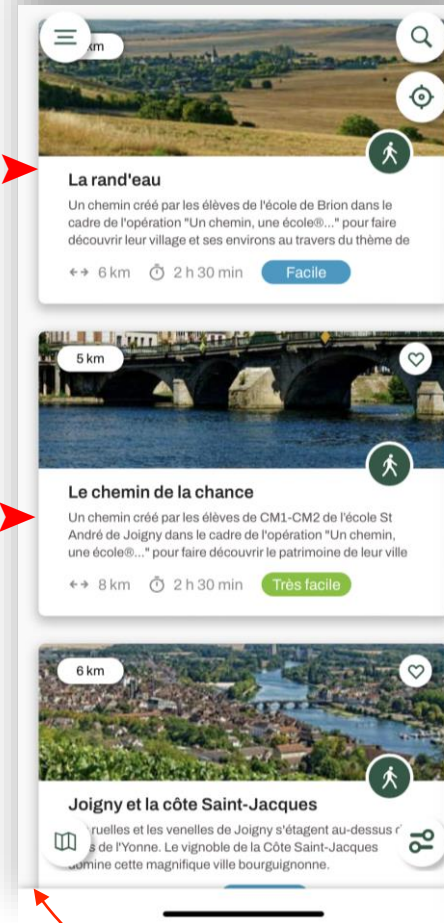 km
La rand'eau
Un chemin créé par les élèves de l'école de Brion dans le
cadre de l'opération "Un chemin, une école®..." pour faire
découvrir leur village et ses environs au travers du thème de
6 km 2 h 30 min Facile
5 km
Le chemin de la chance
Un chemin créé par les élèves de CM1-CM2 de l'école St
André de Joigny dans le cadre de l'opération "Un chemin,
une école®..." pour faire découvrir le patrimoine de leur ville
8 km 2 h 30 min Très facile
6 km
Joigny et la côte Saint-Jacques
ruelles et les venelles de Joigny s'étagent au-dessus
de l'Yonne. Le vignoble de la Côte Saint-Jacques
domine cette magnifique ville bourguignonne.